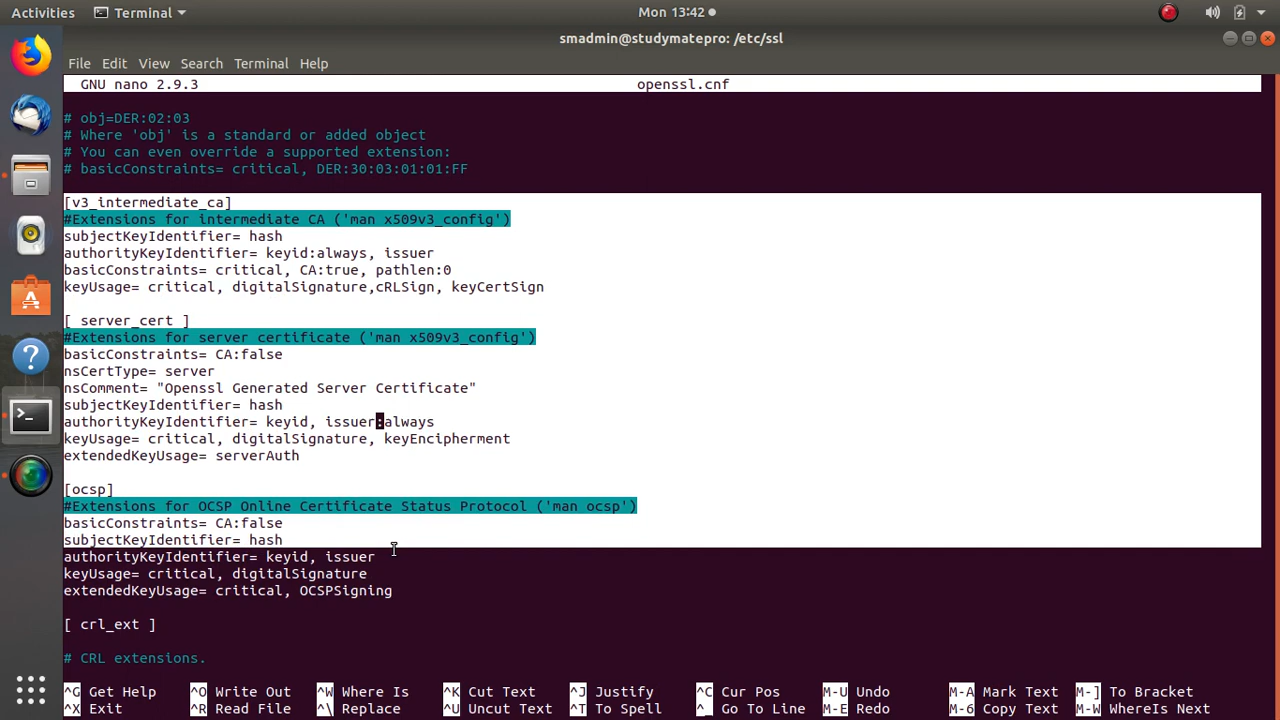 Activities Terminal Mon 13:42
smadmin@studymatepro: /etc/ssl
File Edit View Search Terminal Help
GNU nano 2.9.3 openssl.cnf
# obj=DER:02:03
# Where 'obj' is a standard or added object
# You can even override a supported extension:
# basicConstraints= critical, DER:30:03:01:01:FF
[v3_intermediate_ca]
#Extensions for intermediate CA ('man x509v3_config')
subjectKeyIdentifier= hash
authorityKeyIdentifier= keyid:always, issuer
basicConstraints= critical, CA:true, pathlen:0
keyUsage= critical, digitalSignature,cRLSign, keyCertSign
[ server_cert ]
#Extensions for server certificate ('man x509v3_config')
basicConstraints= CA:false
nsCertType= server
nsComment= "Openssl Generated Server Certificate"
subjectKeyIdentifier= hash
authorityKeyIdentifier= keyid, issuer:always
keyUsage= critical, digitalSignature, keyEncipherment
extendedKeyUsage= serverAuth
[ocsp]
#Extensions for OCSP Online Certificate Status Protocol ('man ocsp')
basicConstraints= CA:false
subjectKeyIdentifier= hash
authorityKeyIdentifier= keyid, issuer
keyUsage= critical, digitalSignature
extendedKeyUsage= critical, OCSPSigning
[ crl_ext ]
# CRL extensions.
^G Get Help ^O Write Out ^W Where Is ^K Cut Text ^J Justify ^C Cur Pos M-U Undo M-A Mark Text M-] To Bracket
^X Exit ^R Read File ^\ Replace ^U Uncut Text ^T To Spell ^_ Go To Line M-E Redo M-6 Copy Text M-W WhereIs Next